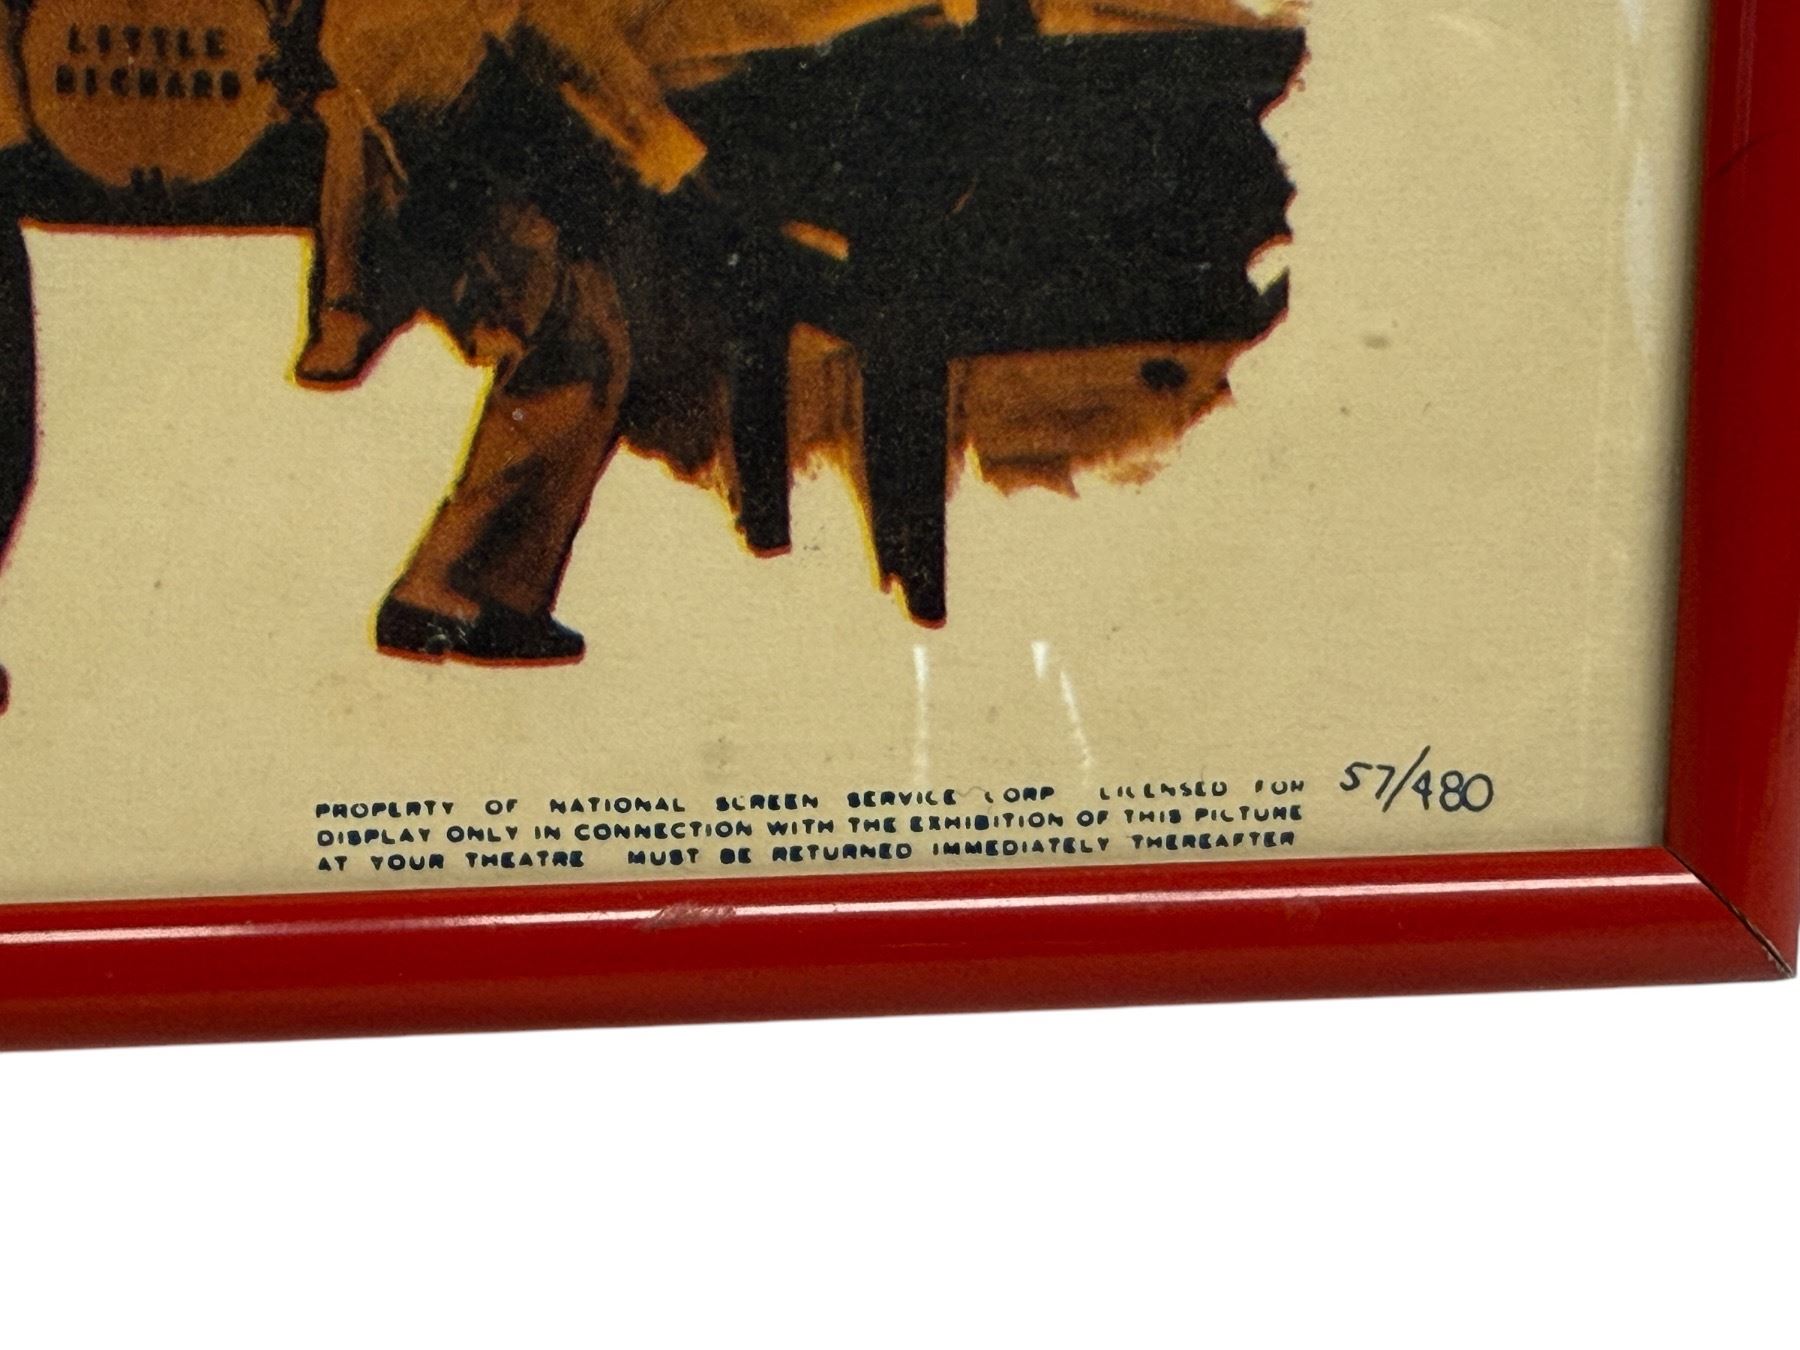 LITTLE
RICHARD
PROPERTY OF NATIONAL SCREEN SERVICE CORP LICENSED FOR
DISPLAY ONLY IN CONNECTION WITH THE EXHIBITION OF THIS PICTURE
AT YOUR THEATRE MUST BE RETURNED IMMEDIATELY THEREAFTER
57/480